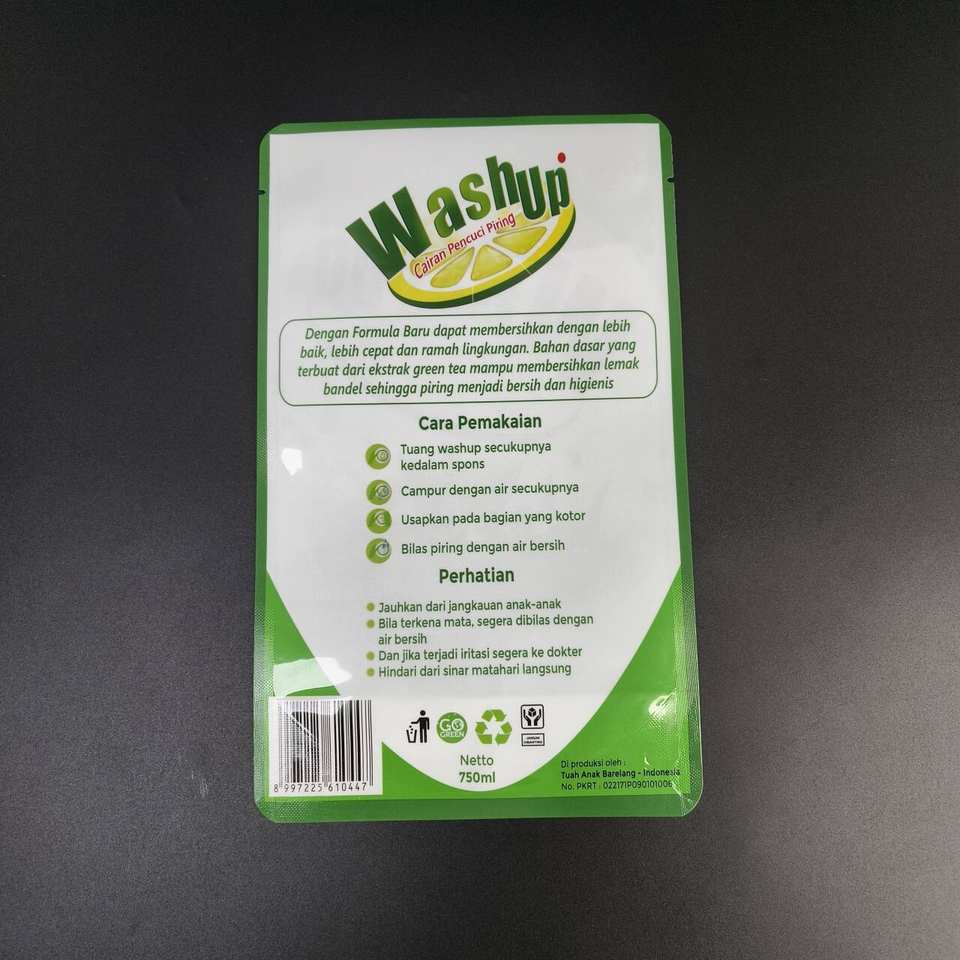 WashUp
Cairan Pencuci Piring
Dengan Formula Baru dapat membersihkan dengan lebih
baik, lebih cepat dan ramah lingkungan. Bahan dasar yang
terbuat dari ekstrak green tea mampu membersihkan lemak
bandel sehingga piring menjadi bersih dan higienis
Cara Pemakaian
Tuang washup secukupnya
kedalam spons
Campur dengan air secukupnya
Usapkan pada bagian yang kotor
Bilas piring dengan air bersih
Perhatian
Jauhkan dari jangkauan anak-anak
Bila terkena mata, segera dibilas dengan
air bersih
Dan jika terjadi iritasi segera ke dokter
Hindari dari sinar matahari langsung
GO
GREEN
JANGAN
DIBANTING
Netto
750ml
8 997225 610447
Di produksi oleh :
Tuah Anak Barelang - Indonesia
No. PKRT : 022171P090101006